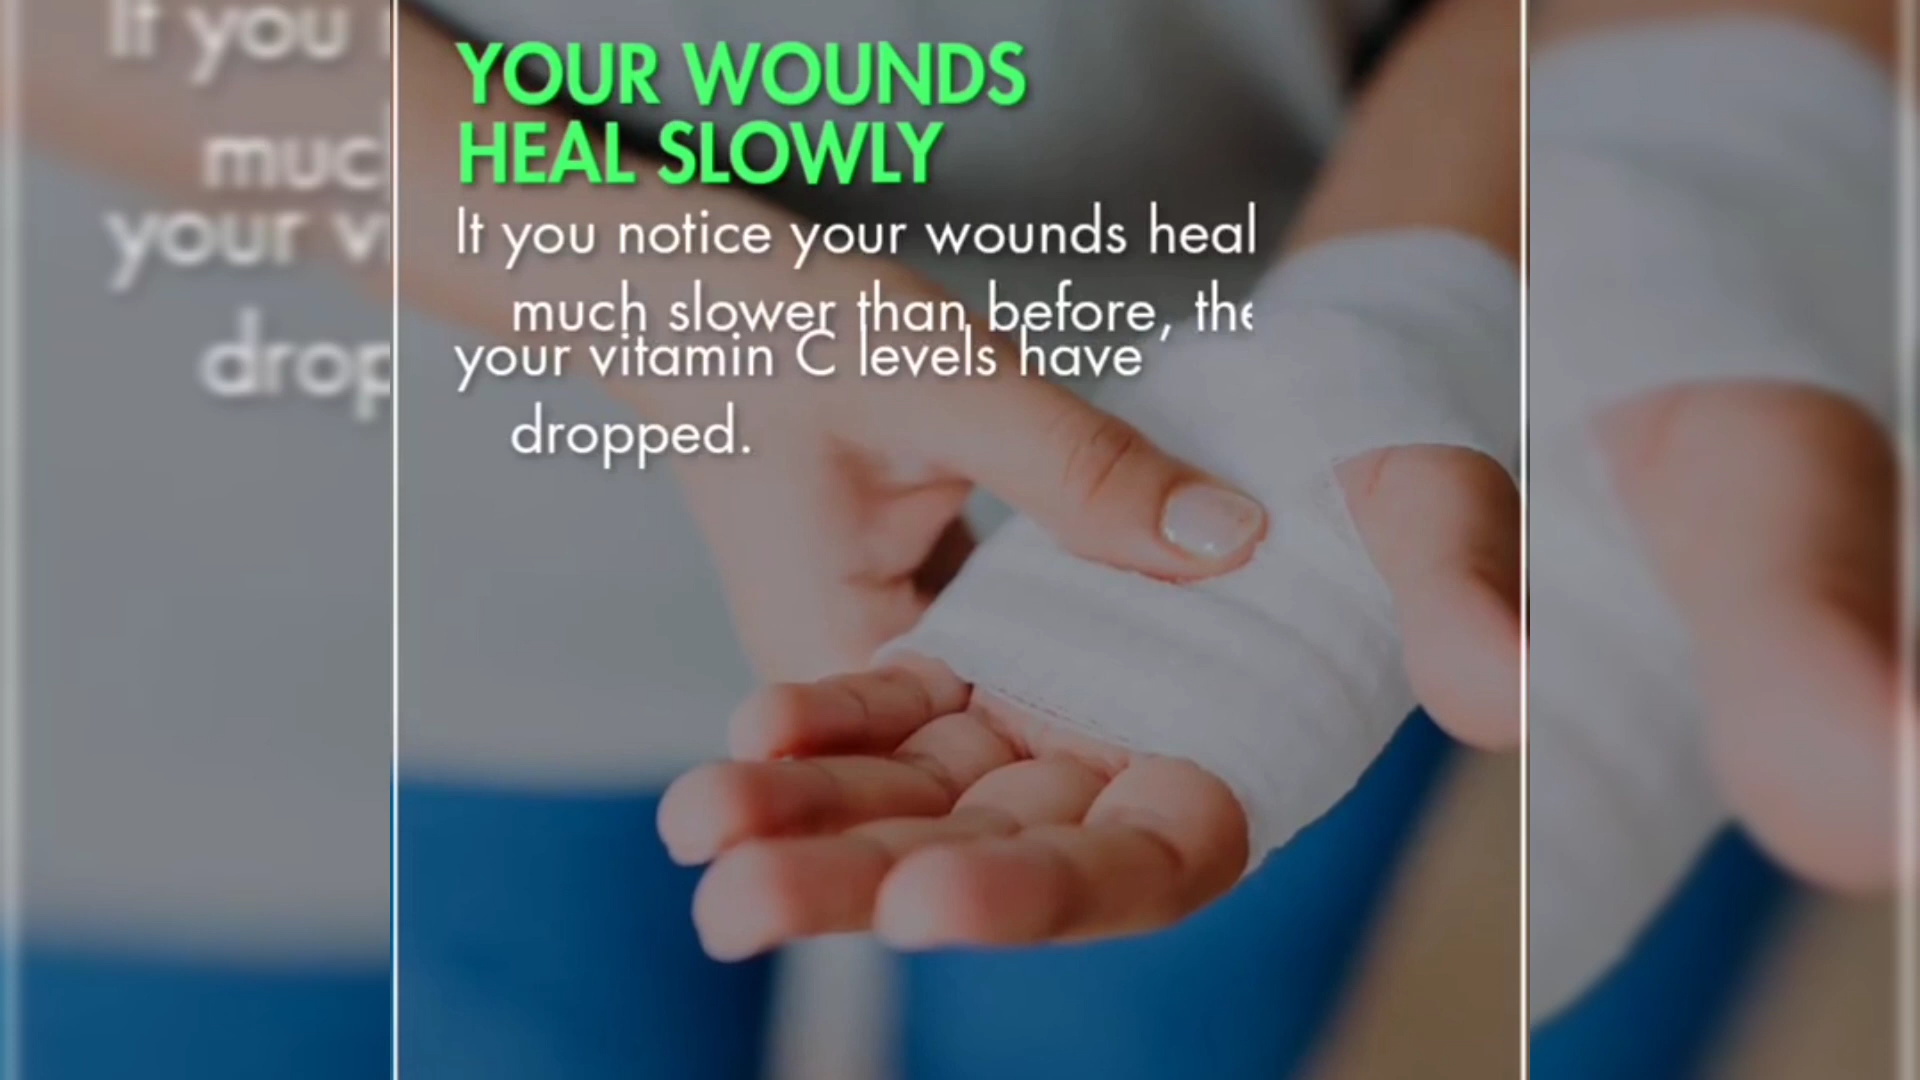 YOUR WOUNDS
HEAL SLOWLY
It you notice your wounds heal
much slower than before, the
your vitamin C levels have
dropped.